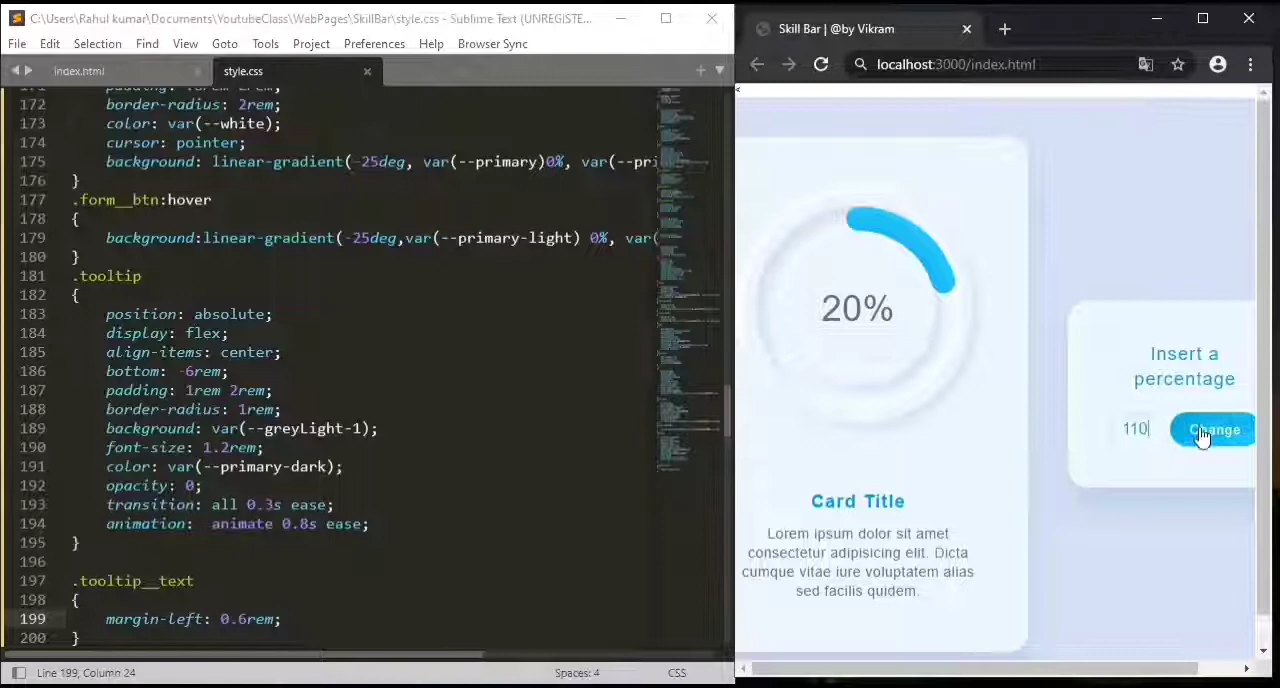 C:\Users\Rahul kumar\Documents\YoutubeClass\WebPages\SkillBar\style.css - Sublime Text (UNREGISTE...
File Edit Selection Find View Goto Tools Project Preferences Help Browser Sync
index.html
style.css
172 border-radius: 2rem;
173 color: var(--white);
174 cursor: pointer;
175 background: linear-gradient(-25deg, var(--primary)0%, var(--pri
176 }
177 .form__btn:hover
178 {
179 background:linear-gradient(-25deg,var(--primary-light) 0%, var(
180 }
181 .tooltip
182 {
183 position: absolute;
184 display: flex;
185 align-items: center;
186 bottom: -6rem;
187 padding: 1rem 2rem;
188 border-radius: 1rem;
189 background: var(--greyLight-1);
190 font-size: 1.2rem;
191 color: var(--primary-dark);
192 opacity: 0;
193 transition: all 0.3s ease;
194 animation:  animate 0.8s ease;
195 }
196
197 .tooltip__text
198 {
199 margin-left: 0.6rem;
200 }
Line 199, Column 24
Spaces: 4
CSS
Skill Bar | @by Vikram
localhost:3000/index.html
<
20%
Card Title
Lorem ipsum dolor sit amet
consectetur adipisicing elit. Dicta
cumque vitae iure voluptatem alias
sed facilis quidem.
Insert a
percentage
110
Change